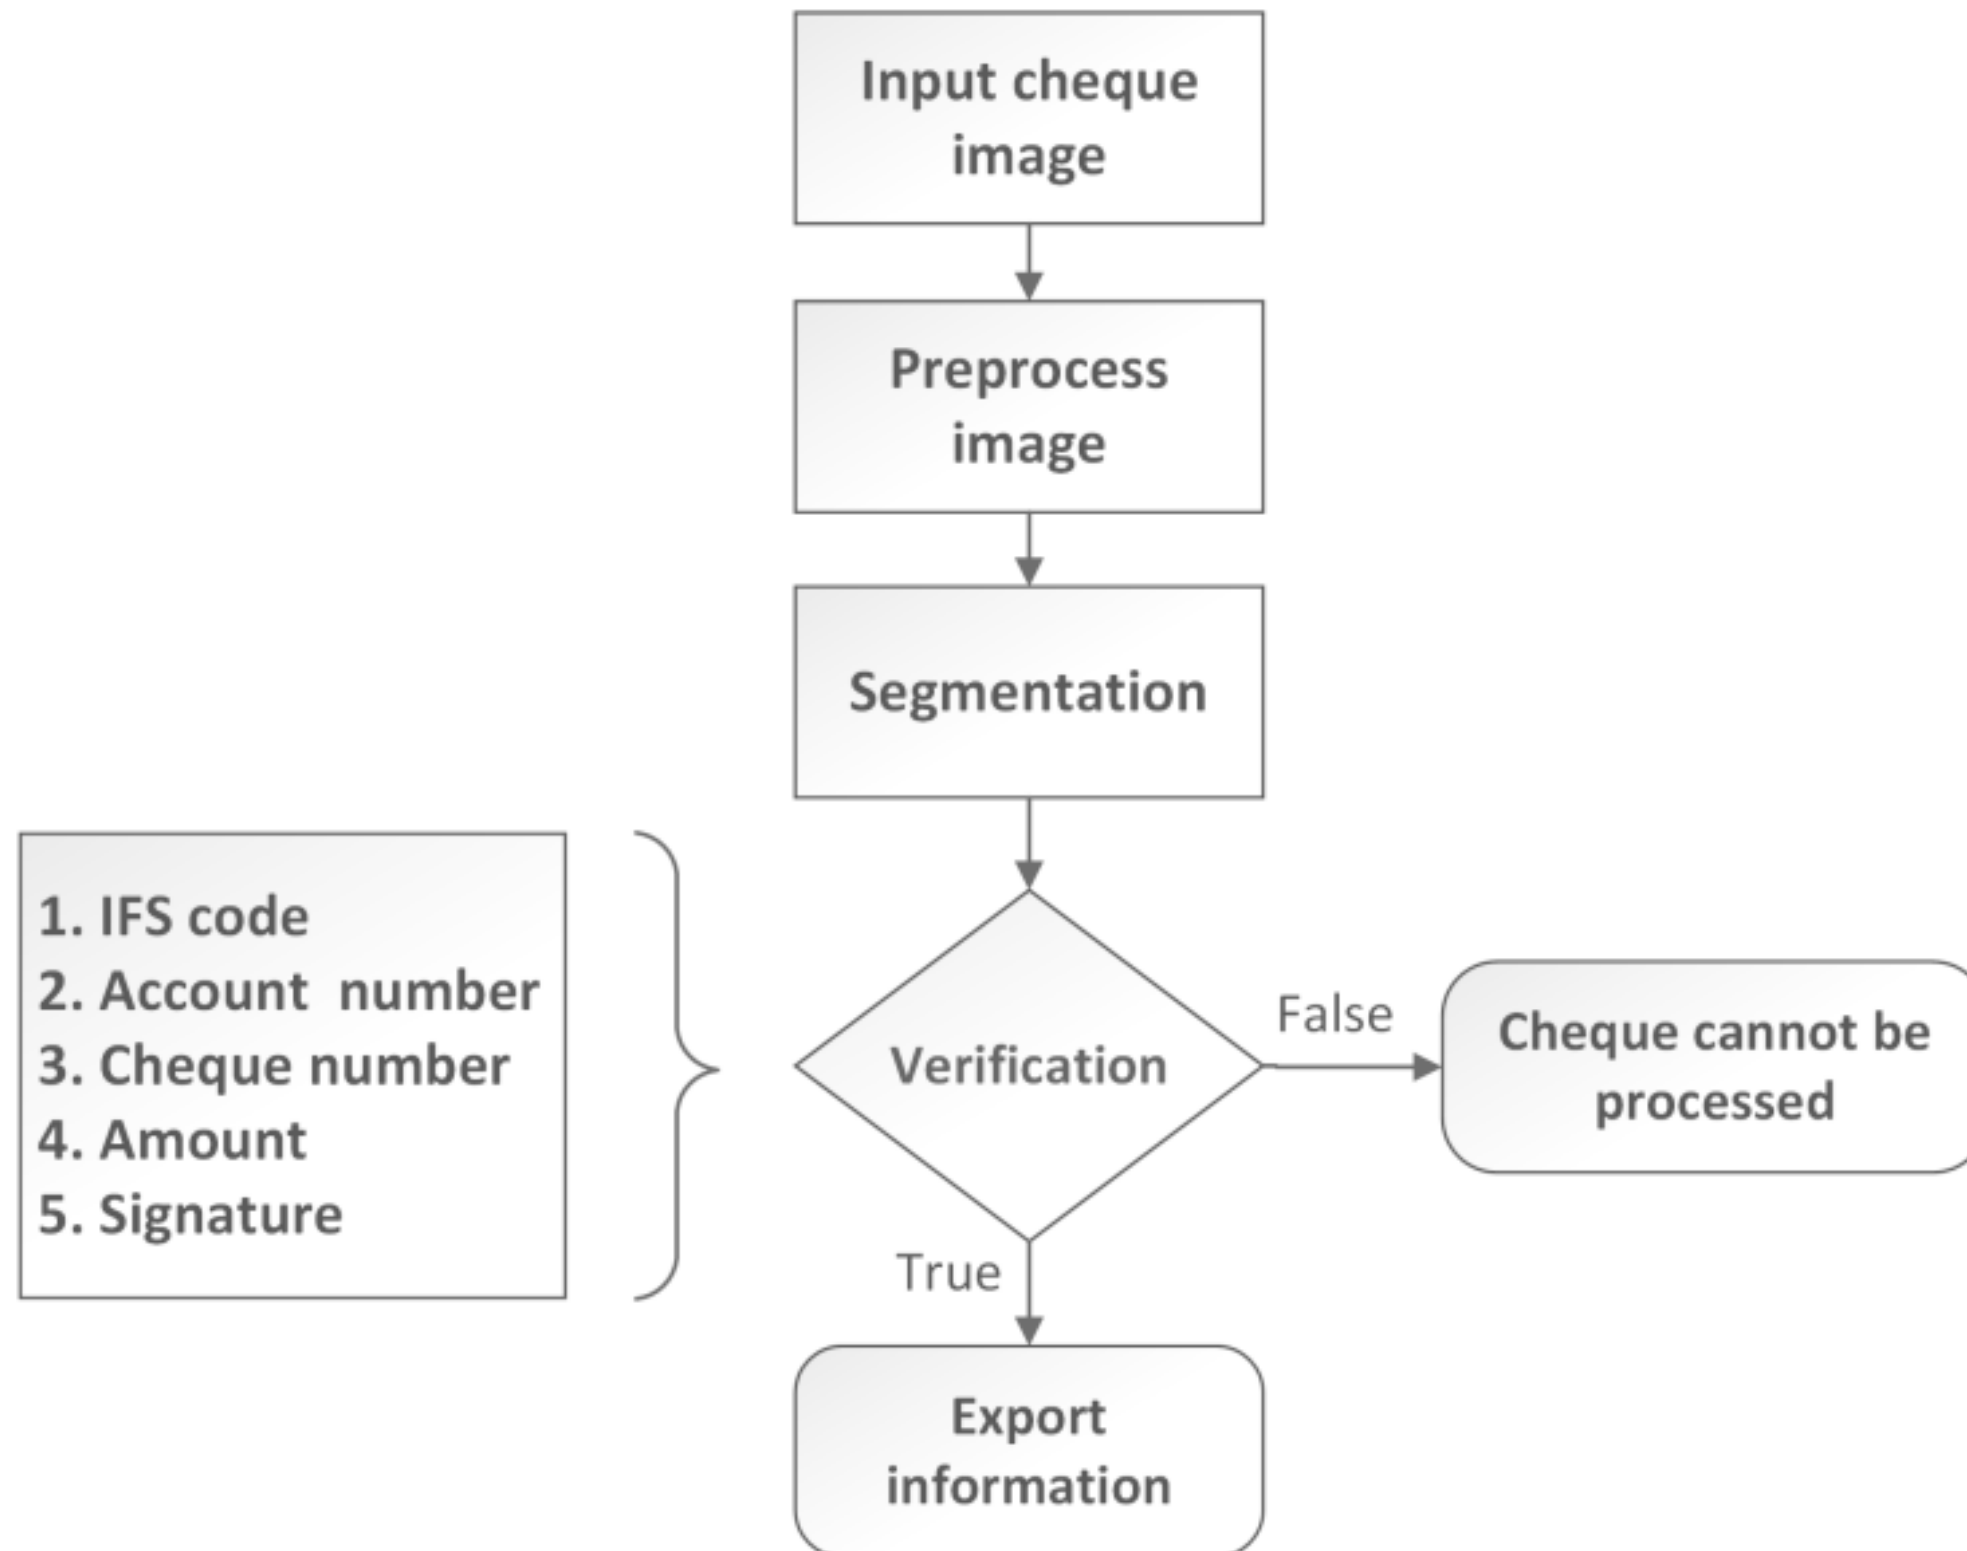 Input cheque
image
Preprocess
image
Segmentation
1. IFS code
2. Account  number
3. Cheque number
4. Amount
5. Signature
Verification
False
Cheque cannot be
processed
True
Export
information